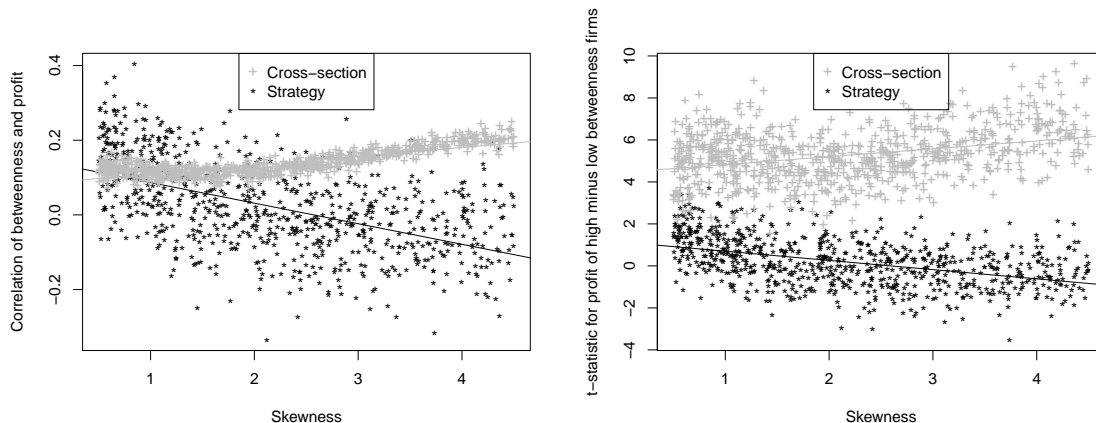 Correlation of betweenness and profit
0.4
0.2
0.0
−0.2
Cross−section
Strategy
1
2
3
4
Skewness
t−statistic for profit of high minus low betweenness firms
10
8
6
4
2
0
−2
−4
Cross−section
Strategy
1
2
3
4
Skewness